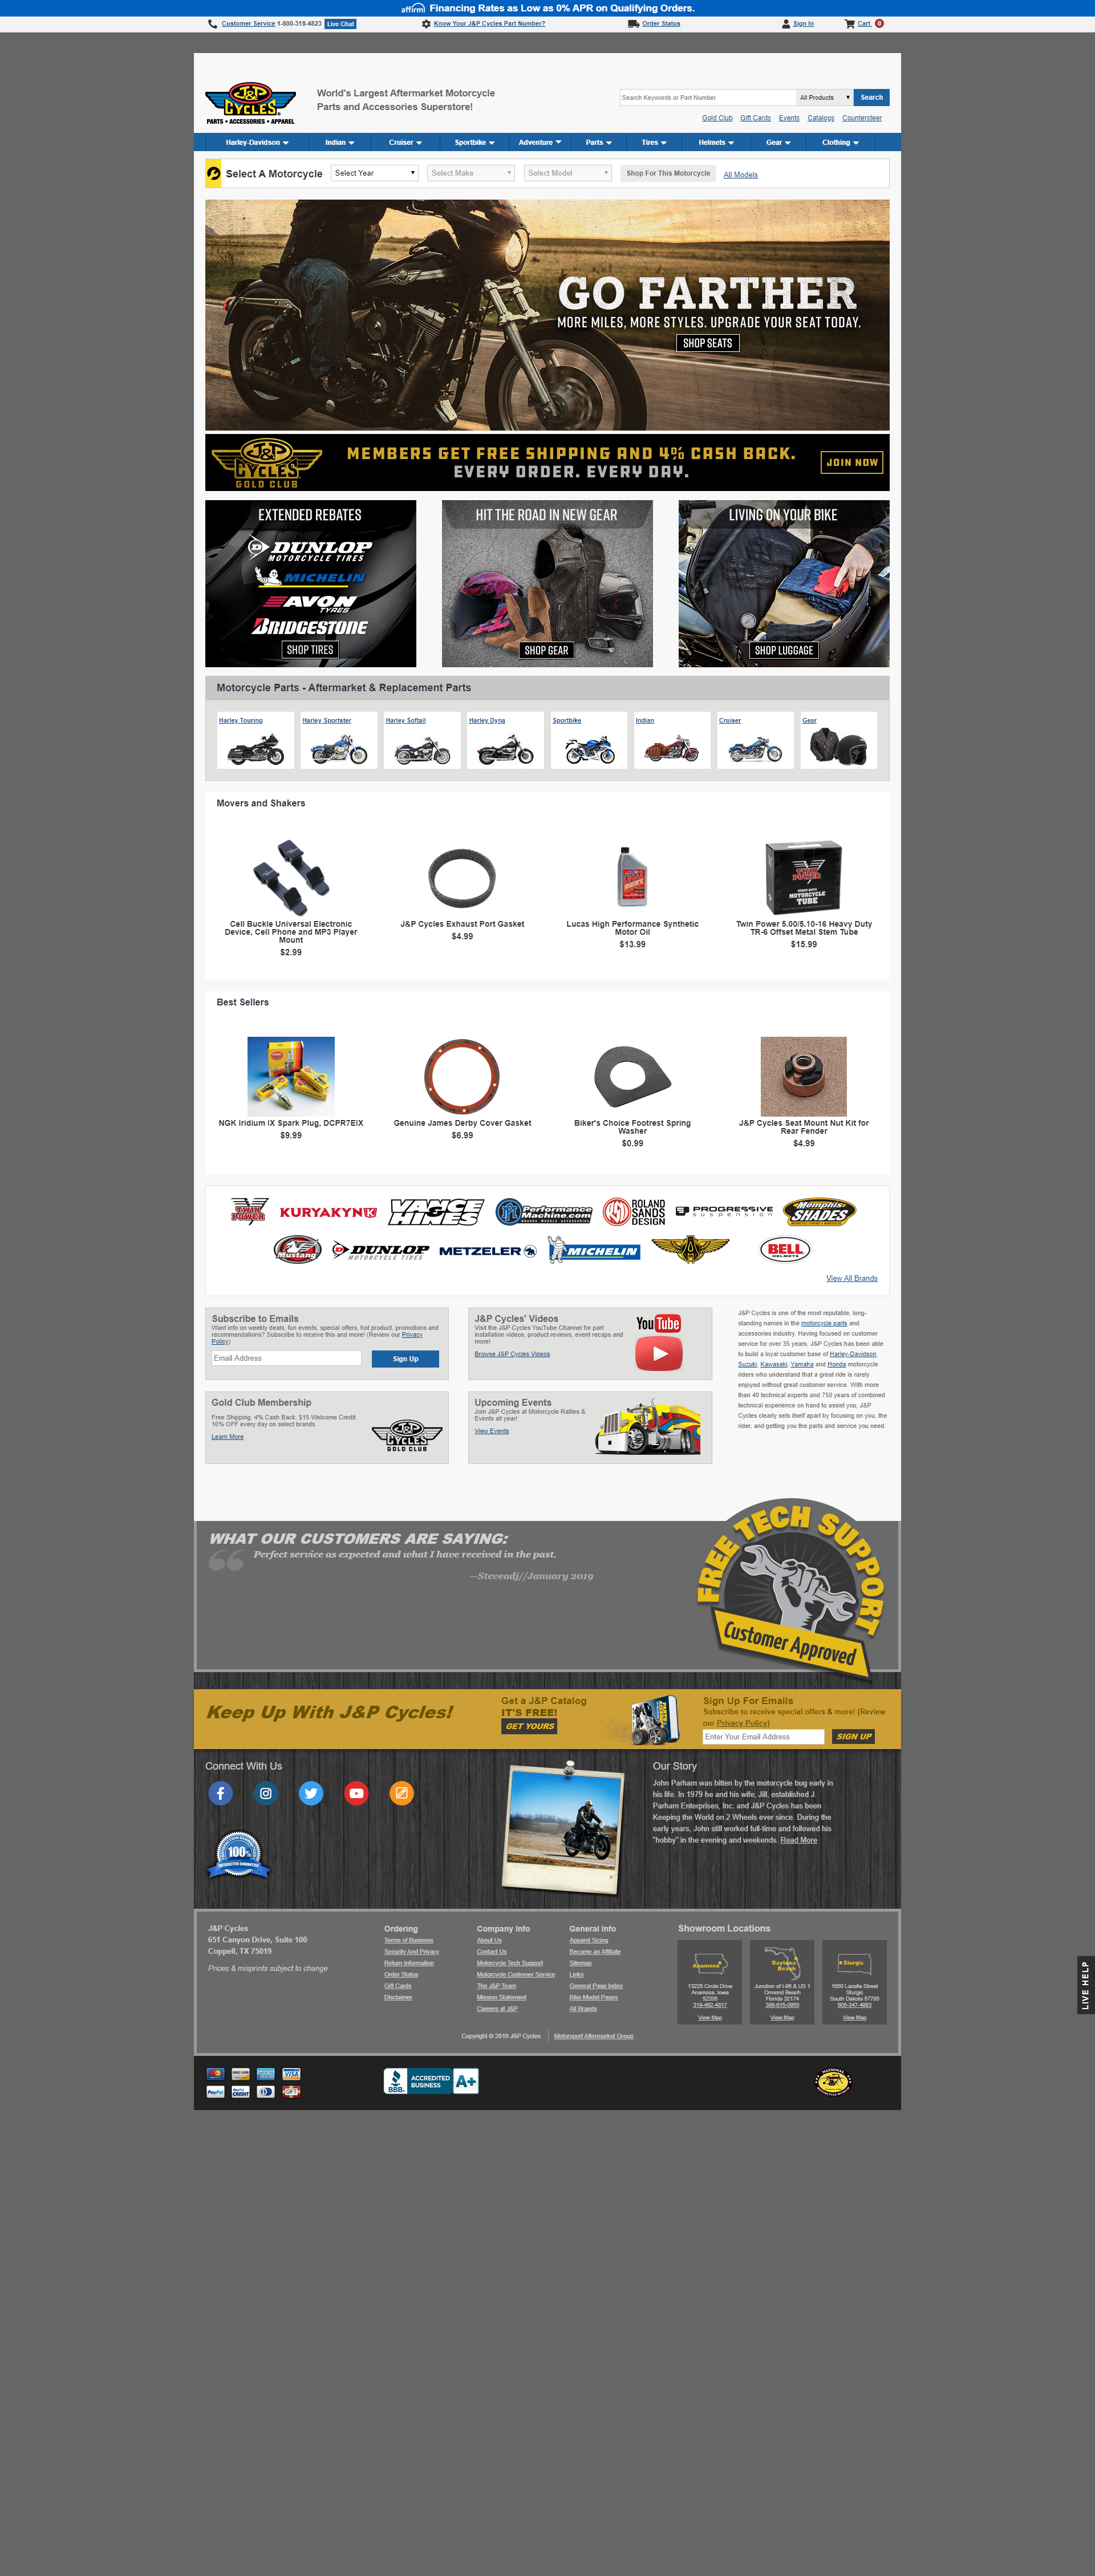 affirm Financing Rates as Low as 0% APR on Qualifying Orders.
Customer Service 1-800-318-4823 Live Chat
Know Your J&P Cycles Part Number?
Order Status
Sign In
Cart 0
J&P CYCLES
PARTS • ACCESSORIES • APPAREL
World's Largest Aftermarket Motorcycle
Parts and Accessories Superstore!
Search Keywords or Part Number
All Products
Search
Gold Club Gift Cards Events Catalogs Countersteer
Harley-Davidson Indian Cruiser Sportbike Adventure Parts Tires Helmets Gear Clothing
Select A Motorcycle Select Year Select Make Select Model Shop For This Motorcycle All Models
GO FARTHER
MORE MILES, MORE STYLES. UPGRADE YOUR SEAT TODAY.
SHOP SEATS
J&P CYCLES
GOLD CLUB
MEMBERS GET FREE SHIPPING AND 4% CASH BACK.
EVERY ORDER. EVERY DAY.
JOIN NOW
EXTENDED REBATES
DUNLOP
MOTORCYCLE TIRES
MICHELIN
AVON
TYRES
BRIDGESTONE
SHOP TIRES
HIT THE ROAD IN NEW GEAR
SHOP GEAR
LIVING ON YOUR BIKE
SHOP LUGGAGE
Motorcycle Parts - Aftermarket & Replacement Parts
Harley Touring
Harley Sportster
Harley Softail
Harley Dyna
Sportbike
Indian
Cruiser
Gear
Movers and Shakers
TWIN POWER
MOTORCYCLE
TUBE
Cell Buckle Universal Electronic
Device, Cell Phone and MP3 Player
Mount
$2.99
J&P Cycles Exhaust Port Gasket
$4.99
Lucas High Performance Synthetic
Motor Oil
$13.99
Twin Power 5.00/5.10-16 Heavy Duty
TR-6 Offset Metal Stem Tube
$15.99
Best Sellers
NGK Iridium IX Spark Plug, DCPR7EIX
$9.99
Genuine James Derby Cover Gasket
$6.99
Biker's Choice Footrest Spring
Washer
$0.99
J&P Cycles Seat Mount Nut Kit for
Rear Fender
$4.99
TWIN POWER
KURYAKYN
VANCE & HINES
Performance Machine.com
ROLAND
SANDS
DESIGN
PROGRESSIVE
SUSPENSION
Memphis
SHADES
Mustang
DUNLOP
MOTORCYCLE TIRES
METZELER
MICHELIN
BELL
HELMETS
View All Brands
Subscribe to Emails
Want info on weekly deals, fun events, special offers, hot product, promotions and
recommendations? Subscribe to receive this and more! (Review our Privacy
Policy)
Email Address
Sign Up
J&P Cycles' Videos
Visit the J&P Cycles YouTube Channel for part
installation videos, product reviews, event recaps and
more!
Browse J&P Cycles Videos
YouTube
Gold Club Membership
Free Shipping. 4% Cash Back. $15 Welcome Credit.
10% OFF every day on select brands.
Learn More
J&P CYCLES
GOLD CLUB
Upcoming Events
Join J&P Cycles at Motorcycle Rallies &
Events all year!
View Events
J&P Cycles is one of the most reputable, long-
standing names in the motorcycle parts and
accessories industry. Having focused on customer
service for over 35 years, J&P Cycles has been able
to build a loyal customer base of Harley-Davidson,
Suzuki, Kawasaki, Yamaha and Honda motorcycle
riders who understand that a great ride is rarely
enjoyed without great customer service. With more
than 40 technical experts and 750 years of combined
technical experience on hand to assist you, J&P
Cycles clearly sets itself apart by focusing on you, the
rider, and getting you the parts and service you need.
WHAT OUR CUSTOMERS ARE SAYING:
Perfect service as expected and what I have received in the past.
—Steveadj//January 2019
FREE TECH SUPPORT
Customer Approved
Keep Up With J&P Cycles!
Get a J&P Catalog
IT'S FREE!
GET YOURS
Sign Up For Emails
Subscribe to receive special offers & more! (Review
our Privacy Policy)
Enter Your Email Address
SIGN UP
Connect With Us
100%
Our Story
John Parham was bitten by the motorcycle bug early in
his life. In 1979 he and his wife, Jill, established J.
Parham Enterprises, Inc. and J&P Cycles has been
Keeping the World on 2 Wheels ever since. During the
early years, John still worked full-time and followed his
"hobby" in the evening and weekends. Read More
LIVE HELP
J&P Cycles
651 Canyon Drive, Suite 100
Coppell, TX 75019
Prices & misprints subject to change.
Ordering
Terms of Business
Security And Privacy
Return Information
Order Status
Gift Cards
Disclaimer
Company Info
About Us
Contact Us
Motorcycle Tech Support
Motorcycle Customer Service
The J&P Team
Mission Statement
Careers at J&P
General Info
Apparel Sizing
Become an Affiliate
Sitemap
Links
General Page Index
Bike Model Pages
All Brands
Showroom Locations
Anamosa
13225 Circle Drive
Anamosa, Iowa
52205
319-462-4817
View Map
Daytona
Beach
Junction of I-95 & US 1
Ormond Beach
Florida 32174
386-615-0950
View Map
Sturgis
1650 Lazelle Street
Sturgis
South Dakota 57785
605-347-4963
View Map
Copyright © 2019 J&P Cycles
Motorsport Aftermarket Group
VISA
PayPal
CREDIT
GIFT
BBB.
ACCREDITED
BUSINESS
A+